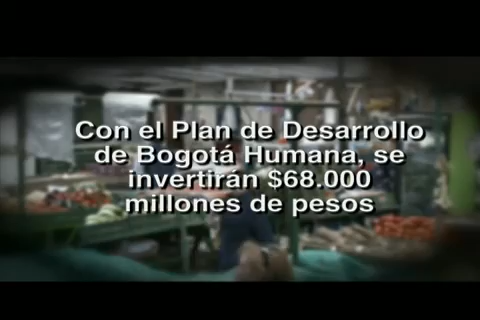 Con el Plan de Desarrollo
de Bogotá Humana, se
invertirán $68.000
millones de pesos